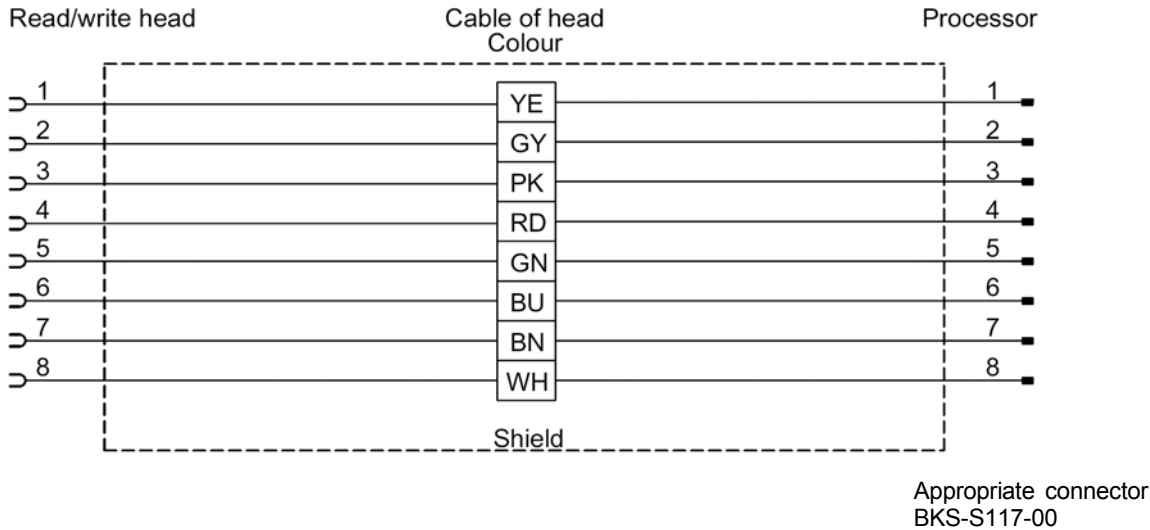 Read/write head Cable of head Processor
Colour
1 YE 1
2 GY 2
3 PK 3
4 RD 4
5 GN 5
6 BU 6
7 BN 7
8 WH 8
Shield
Appropriate connector
BKS-S117-00